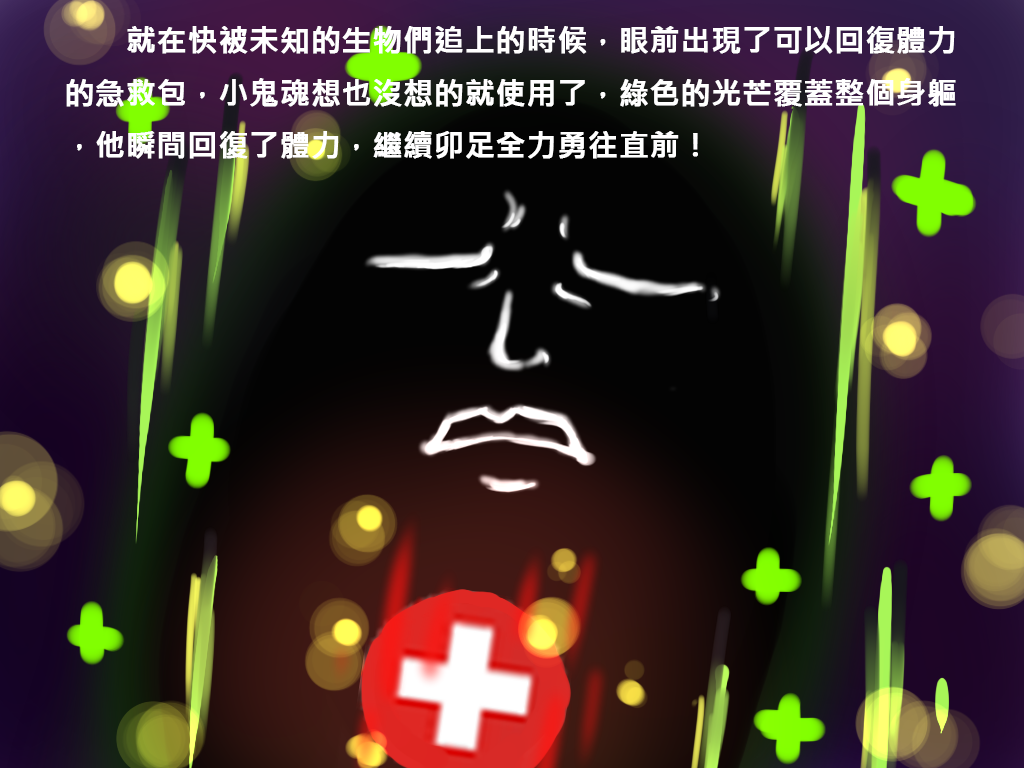 就在快被未知的生物們追上的時候，眼前出現了可以回復體力
的急救包，小鬼魂想也沒想的就使用了，綠色的光芒覆蓋整個身軀
，他瞬間回復了體力，繼續卯足全力勇往直前！